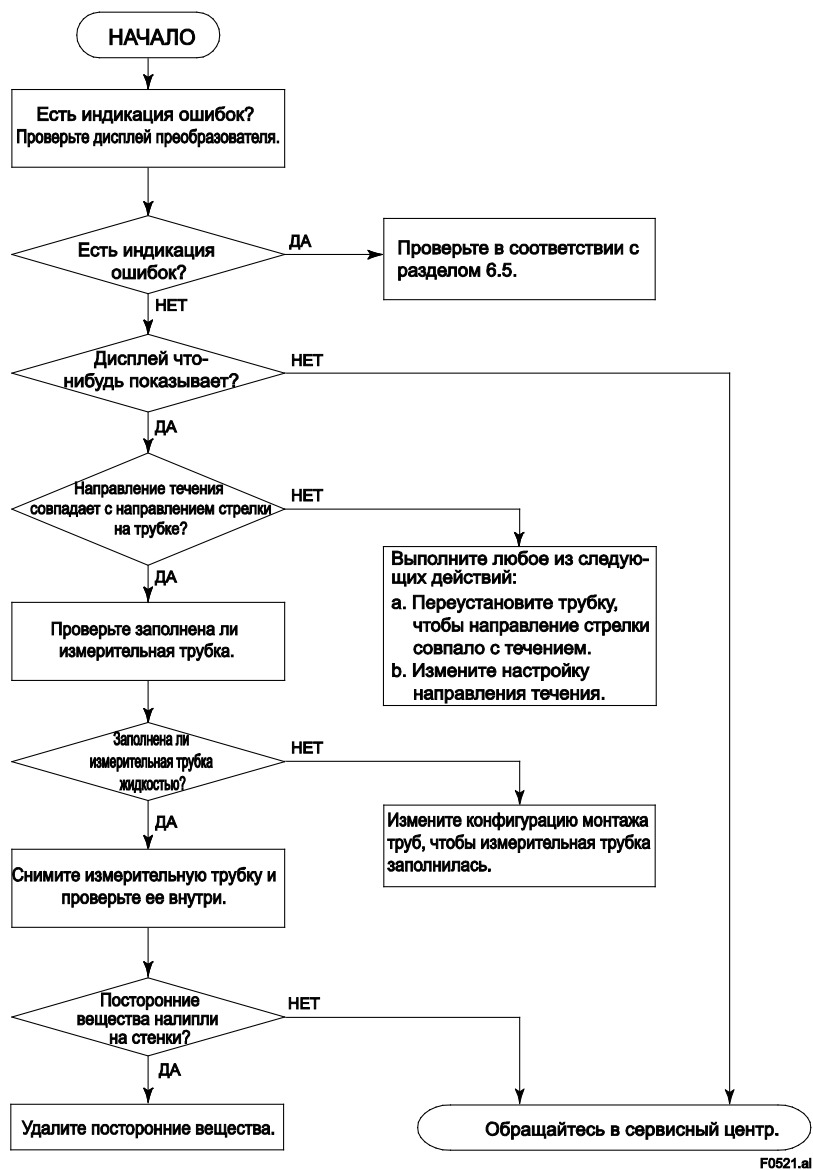 НАЧАЛО
Есть индикация ошибок?
Проверьте дисплей преобразователя.
Есть индикация
ошибок?
ДА
Проверьте в соответствии с
разделом 6.5.
НЕТ
Дисплей что-
нибудь показывает?
НЕТ
ДА
Направление течения
совпадает с направлением стрелки
на трубке?
НЕТ
Выполните любое из следую-
щих действий:
a. Переустановите трубку,
чтобы направление стрелки
совпало с течением.
b. Измените настройку
направления течения.
ДА
Проверьте заполнена ли
измерительная трубка.
Заполнена ли
измерительная трубка
жидкостью?
НЕТ
Измените конфигурацию монтажа
труб, чтобы измерительная трубка
заполнилась.
ДА
Снимите измерительную трубку и
проверьте ее внутри.
Посторонние
вещества налипли
на стенки?
НЕТ
ДА
Удалите посторонние вещества.
Обращайтесь в сервисный центр.
F0521.ai